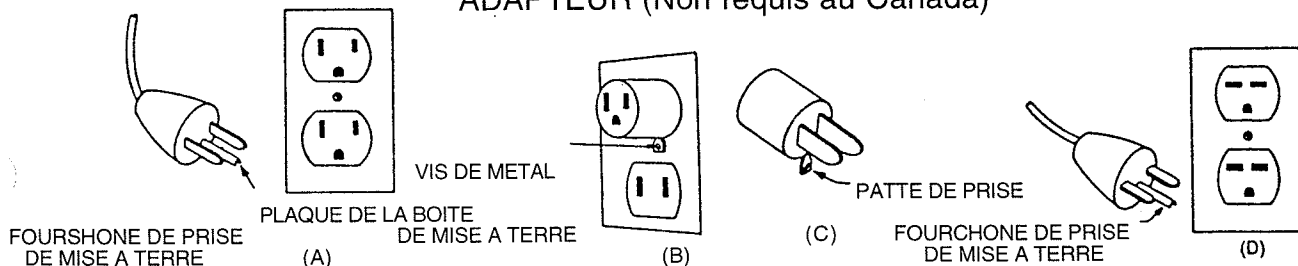 ADAPTEUR (Non requis au Canada)
VIS DE METAL
PLAQUE DE LA BOITE
DE MISE A TERRE
FOURSHONE DE PRISE
DE MISE A TERRE
(A)
(B)
(C)
PATTE DE PRISE
FOURCHONE DE PRISE
DE MISE A TERRE
(D)